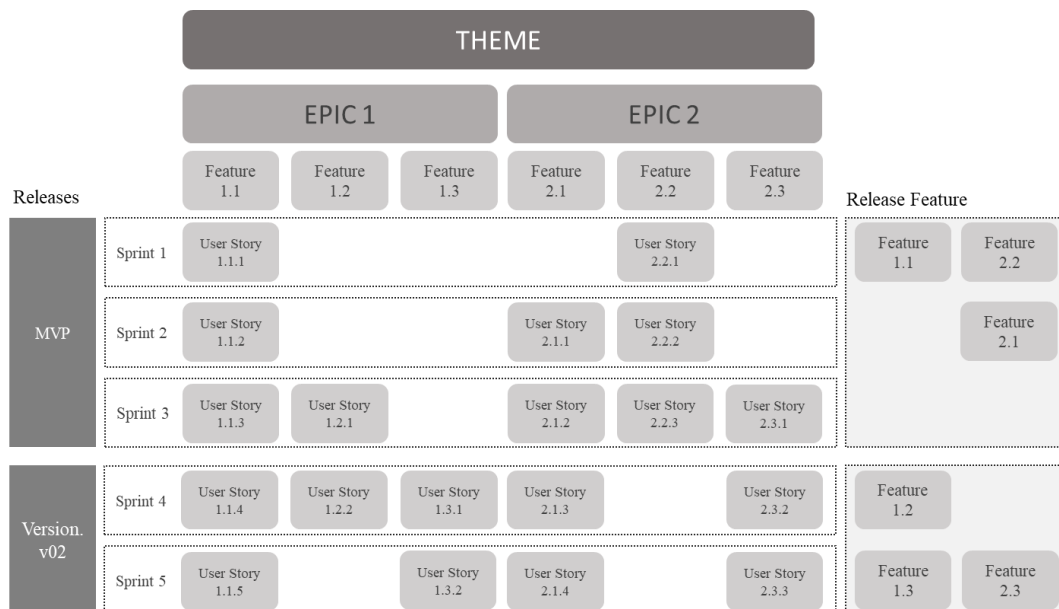 THEME
EPIC 1
EPIC 2
Feature
1.1
Feature
1.2
Feature
1.3
Feature
2.1
Feature
2.2
Feature
2.3
Releases
Release Feature
MVP
Sprint 1
User Story
1.1.1
User Story
2.2.1
Feature
1.1
Feature
2.2
Sprint 2
User Story
1.1.2
User Story
2.1.1
User Story
2.2.2
Feature
2.1
Sprint 3
User Story
1.1.3
User Story
1.2.1
User Story
2.1.2
User Story
2.2.3
User Story
2.3.1
Version.
v02
Sprint 4
User Story
1.1.4
User Story
1.2.2
User Story
1.3.1
User Story
2.1.3
User Story
2.3.2
Feature
1.2
Sprint 5
User Story
1.1.5
User Story
1.3.2
User Story
2.1.4
User Story
2.3.3
Feature
1.3
Feature
2.3